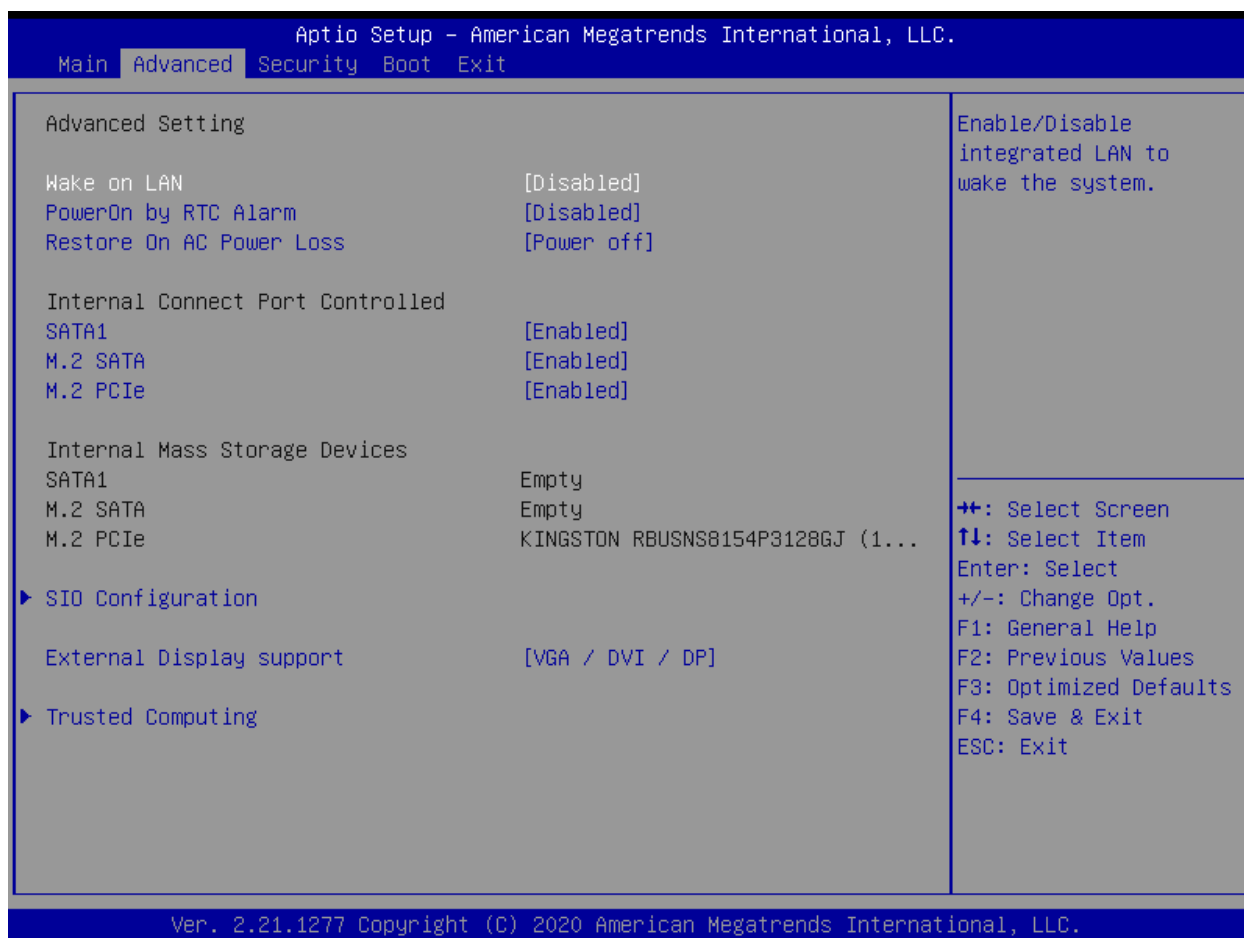 Aptio Setup – American Megatrends International, LLC.
Main Advanced Security Boot Exit
Advanced Setting
Wake on LAN [Disabled]
PowerOn by RTC Alarm [Disabled]
Restore On AC Power Loss [Power off]
Internal Connect Port Controlled
SATA1 [Enabled]
M.2 SATA [Enabled]
M.2 PCIe [Enabled]
Internal Mass Storage Devices
SATA1 Empty
M.2 SATA Empty
M.2 PCIe KINGSTON RBUSNS8154P3128GJ (1...
SIO Configuration
External Display support [VGA / DVI / DP]
Trusted Computing
Enable/Disable
integrated LAN to
wake the system.
→←: Select Screen
↑↓: Select Item
Enter: Select
+/-: Change Opt.
F1: General Help
F2: Previous Values
F3: Optimized Defaults
F4: Save & Exit
ESC: Exit
Ver. 2.21.1277 Copyright (C) 2020 American Megatrends International, LLC.